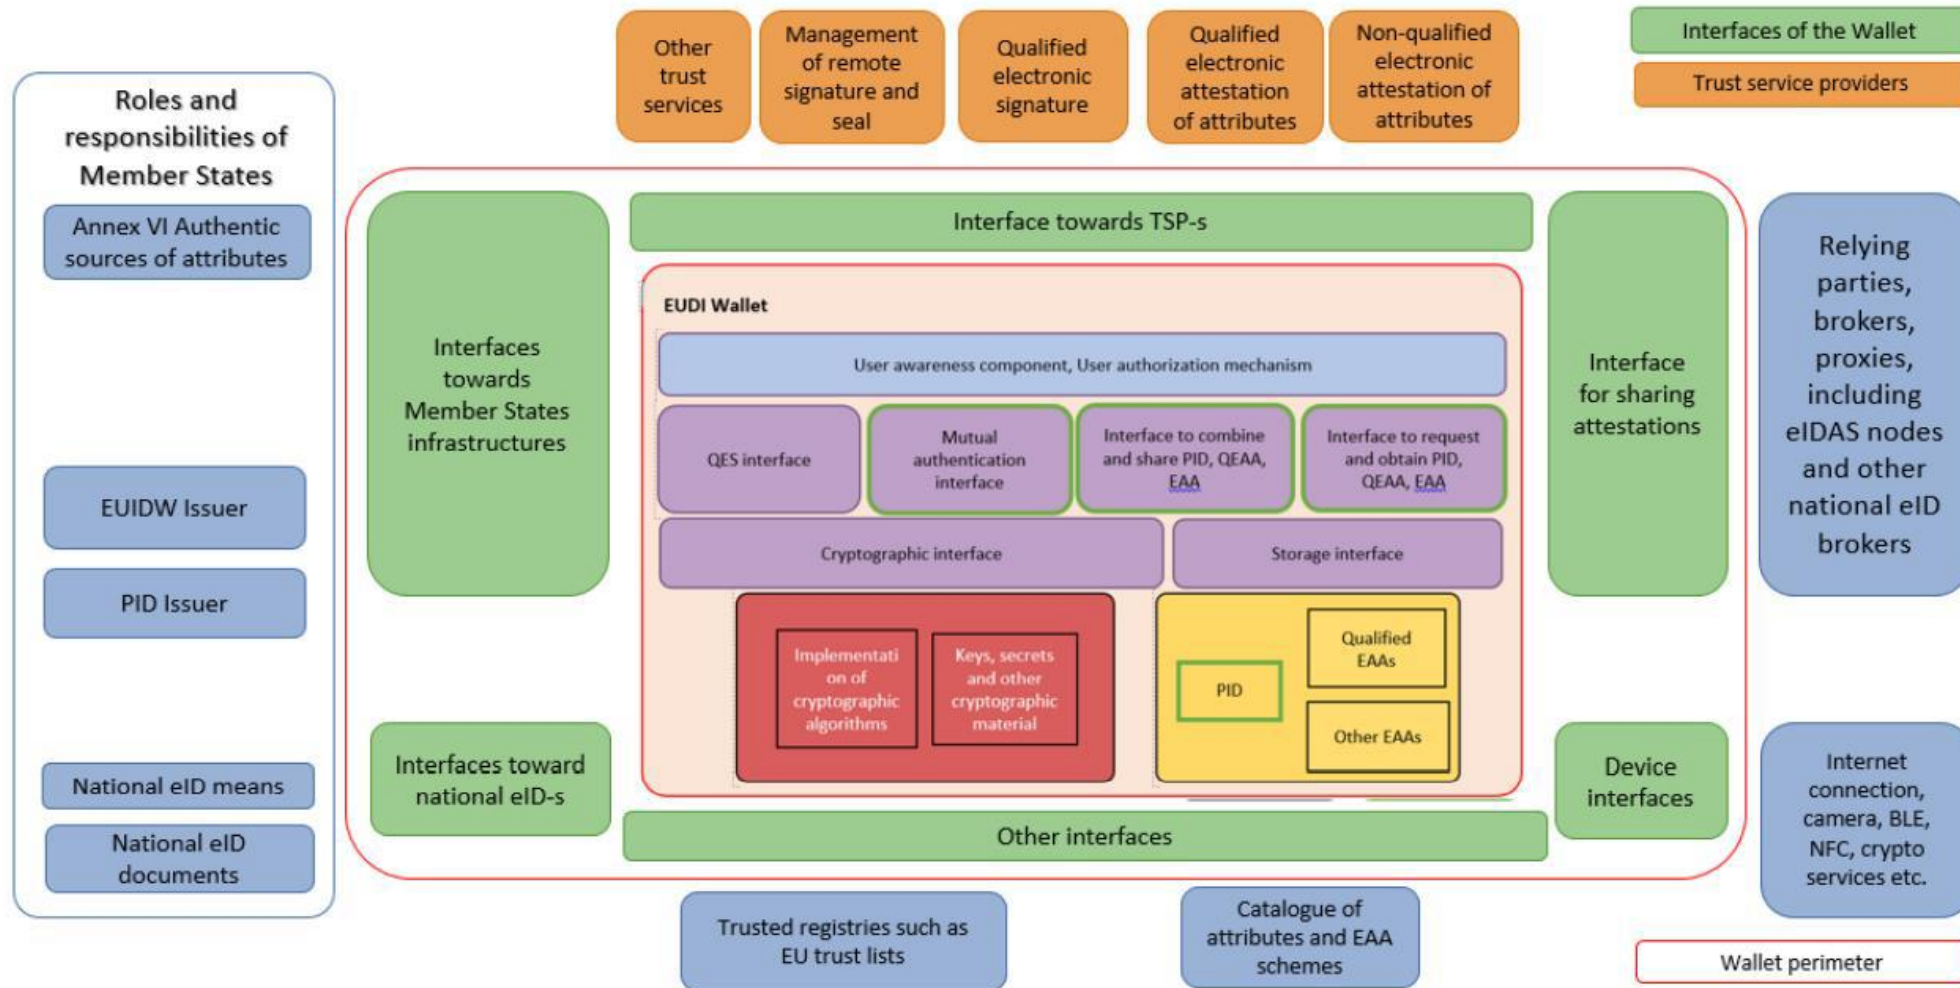 Other
trust
services
Management
of remote
signature and
seal
Qualified
electronic
signature
Qualified
electronic
attestation
of attributes
Non-qualified
electronic
attestation of
attributes
Interfaces of the Wallet
Trust service providers
Roles and
responsibilities of
Member States
Annex VI Authentic
sources of attributes
EUIDW Issuer
PID Issuer
National eID means
National eID
documents
Interfaces
towards
Member States
infrastructures
Interfaces toward
national eID-s
Interface towards TSP-s
EUDI Wallet
User awareness component, User authorization mechanism
QES interface
Mutual
authentication
interface
Interface to combine
and share PID, QEAA,
EAA
Interface to request
and obtain PID,
QEAA, EAA
Cryptographic interface
Storage interface
Implementati
on of
cryptographic
algorithms
Keys, secrets
and other
cryptographic
material
PID
Qualified
EAAs
Other EAAs
Other interfaces
Interface
for sharing
attestations
Device
interfaces
Relying
parties,
brokers,
proxies,
including
eIDAS nodes
and other
national eID
brokers
Internet
connection,
camera, BLE,
NFC, crypto
services etc.
Trusted registries such as
EU trust lists
Catalogue of
attributes and EAA
schemes
Wallet perimeter